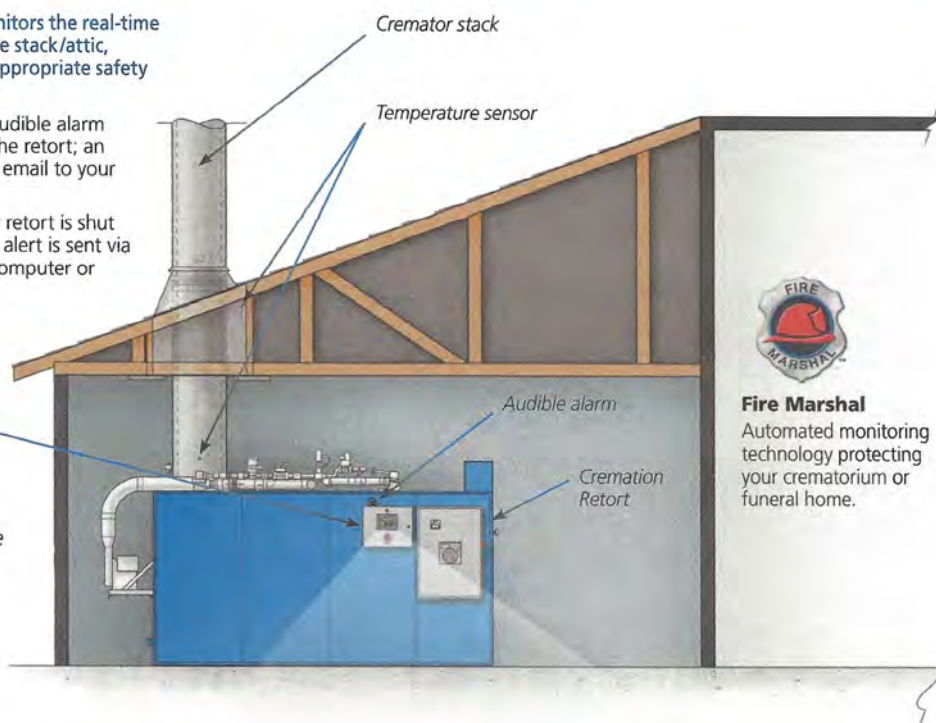 nitors the real-time
e stack/attic,
ppropriate safety
udible alarm
he retort; an
email to your
retort is shut
alert is sent via
omputer or
e
Cremator stack
Temperature sensor
Audible alarm
Cremation
Retort
FIRE
MARSHAL
Fire Marshal
Automated monitoring
technology protecting
your crematorium or
funeral home.